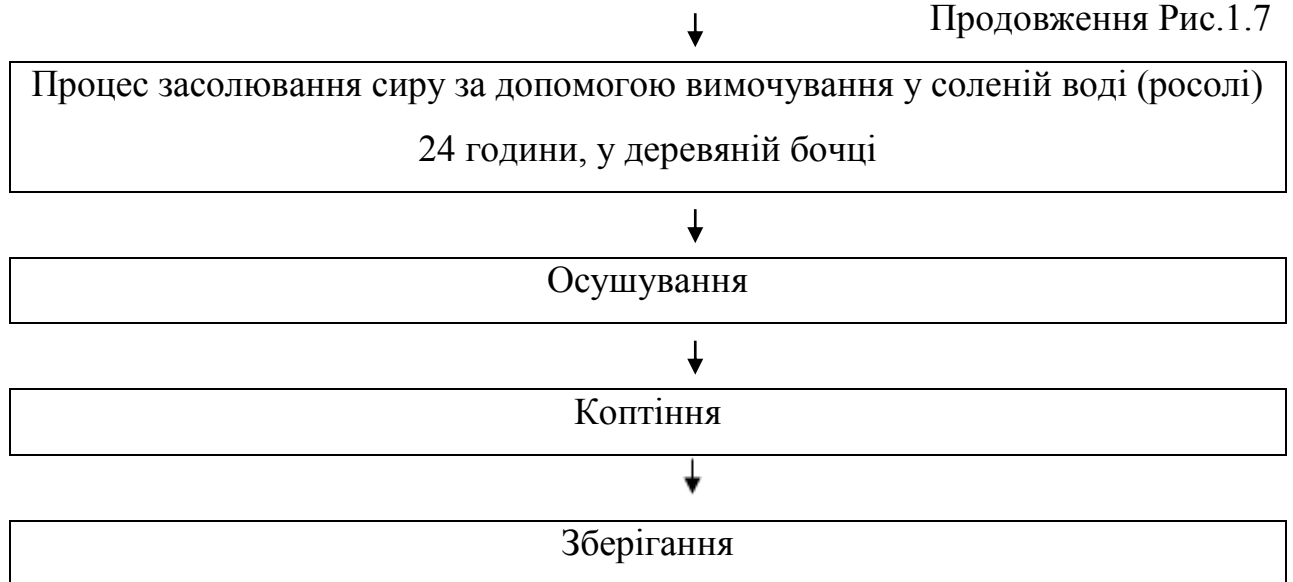 Продовження Рис.1.7
Процес засолювання сиру за допомогою вимочування у соленій воді (росолі)
24 години, у деревяній бочці
Осушування
Коптіння
Зберігання